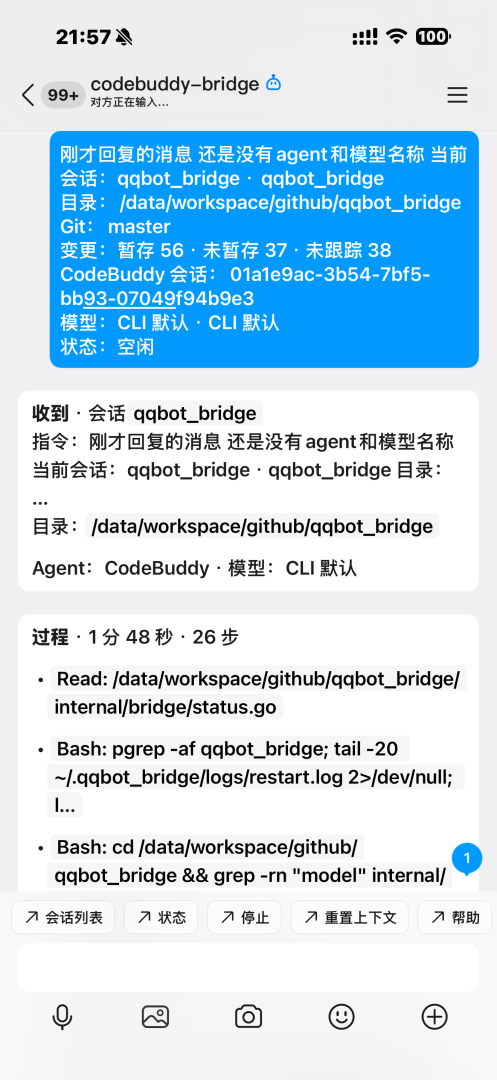 21:57
100
99+
codebuddy-bridge
对方正在输入...
刚才回复的消息 还是没有agent和模型名称 当前
会话：qqbot_bridge · qqbot_bridge
目录：/data/workspace/github/qqbot_bridge
Git： master
变更：暂存 56 · 未暂存 37 · 未跟踪 38
CodeBuddy 会话：01a1e9ac-3b54-7bf5-
bb93-07049f94b9e3
模型：CLI 默认 · CLI 默认
状态：空闲
收到 · 会话 qqbot_bridge
指令：刚才回复的消息 还是没有agent和模型名称
当前会话：qqbot_bridge · qqbot_bridge 目录：
...
目录： /data/workspace/github/qqbot_bridge
Agent：CodeBuddy · 模型：CLI 默认
过程 · 1 分 48 秒 · 26 步
• Read: /data/workspace/github/qqbot_bridge/
internal/bridge/status.go
• Bash: pgrep -af qqbot_bridge; tail -20
~/.qqbot_bridge/logs/restart.log 2>/dev/null;
l...
• Bash: cd /data/workspace/github/
qqbot_bridge && grep -rn "model" internal/
1
会话列表
状态
停止
重置上下文
帮助